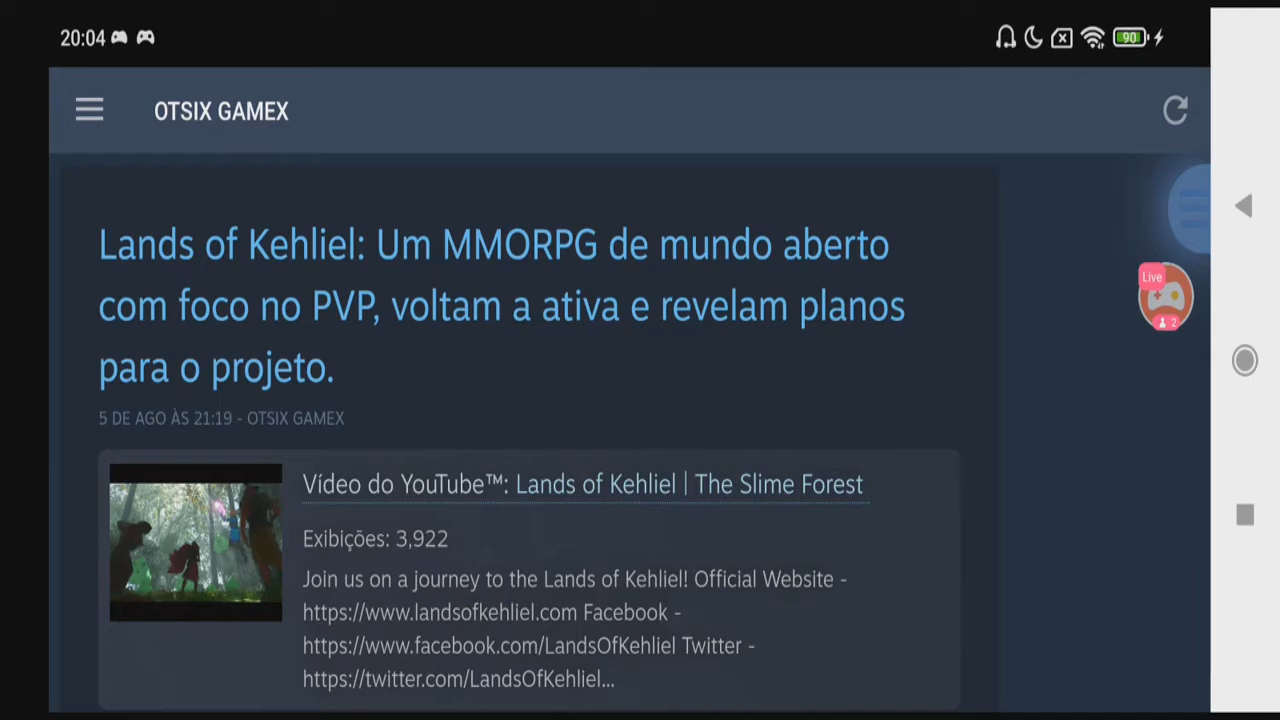 20:04
90
OTSIX GAMEX
Live
2
Lands of Kehliel: Um MMORPG de mundo aberto
com foco no PVP, voltam a ativa e revelam planos
para o projeto.
5 DE AGO ÀS 21:19 - OTSIX GAMEX
Vídeo do YouTube™: Lands of Kehliel | The Slime Forest
Exibições: 3,922
Join us on a journey to the Lands of Kehliel! Official Website -
https://www.landsofkehliel.com Facebook -
https://www.facebook.com/LandsOfKehliel Twitter -
https://twitter.com/LandsOfKehliel...